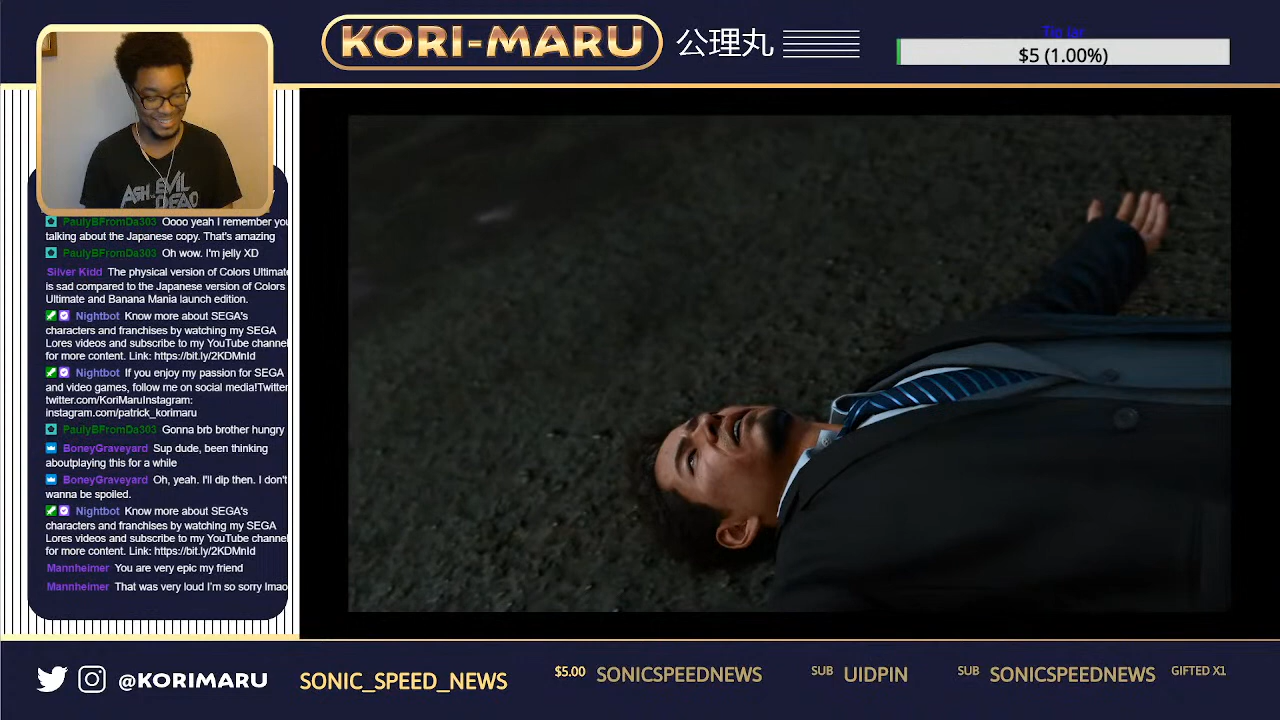 KORI-MARU 公理丸
Tip jar
$5 (1.00%)
ASH vs EVIL
DEAD
PaulyBFromDa303 Oooo yeah I remember you
talking about the Japanese copy. That's amazing
PaulyBFromDa303 Oh wow. I'm jelly XD
Silver Kidd The physical version of Colors Ultimate
is sad compared to the Japanese version of Colors
Ultimate and Banana Mania launch edition.
Nightbot Know more about SEGA's
characters and franchises by watching my SEGA
Lores videos and subscribe to my YouTube channel
for more content. Link: https://bit.ly/2KDMnId
Nightbot If you enjoy my passion for SEGA
and video games, follow me on social media!Twitter:
twitter.com/KoriMaruInstagram:
instagram.com/patrick_korimaru
PaulyBFromDa303 Gonna brb brother hungry
BoneyGraveyard Sup dude, been thinking
aboutplaying this for a while
BoneyGraveyard Oh, yeah. I'll dip then. I don't
wanna be spoiled.
Nightbot Know more about SEGA's
characters and franchises by watching my SEGA
Lores videos and subscribe to my YouTube channel
for more content. Link: https://bit.ly/2KDMnId
Mannheimer You are very epic my friend
Mannheimer That was very loud I'm so sorry lmao
@KORIMARU
SONIC_SPEED_NEWS
$5.00 SONICSPEEDNEWS
SUB UIDPIN
SUB SONICSPEEDNEWS GIFTED X1